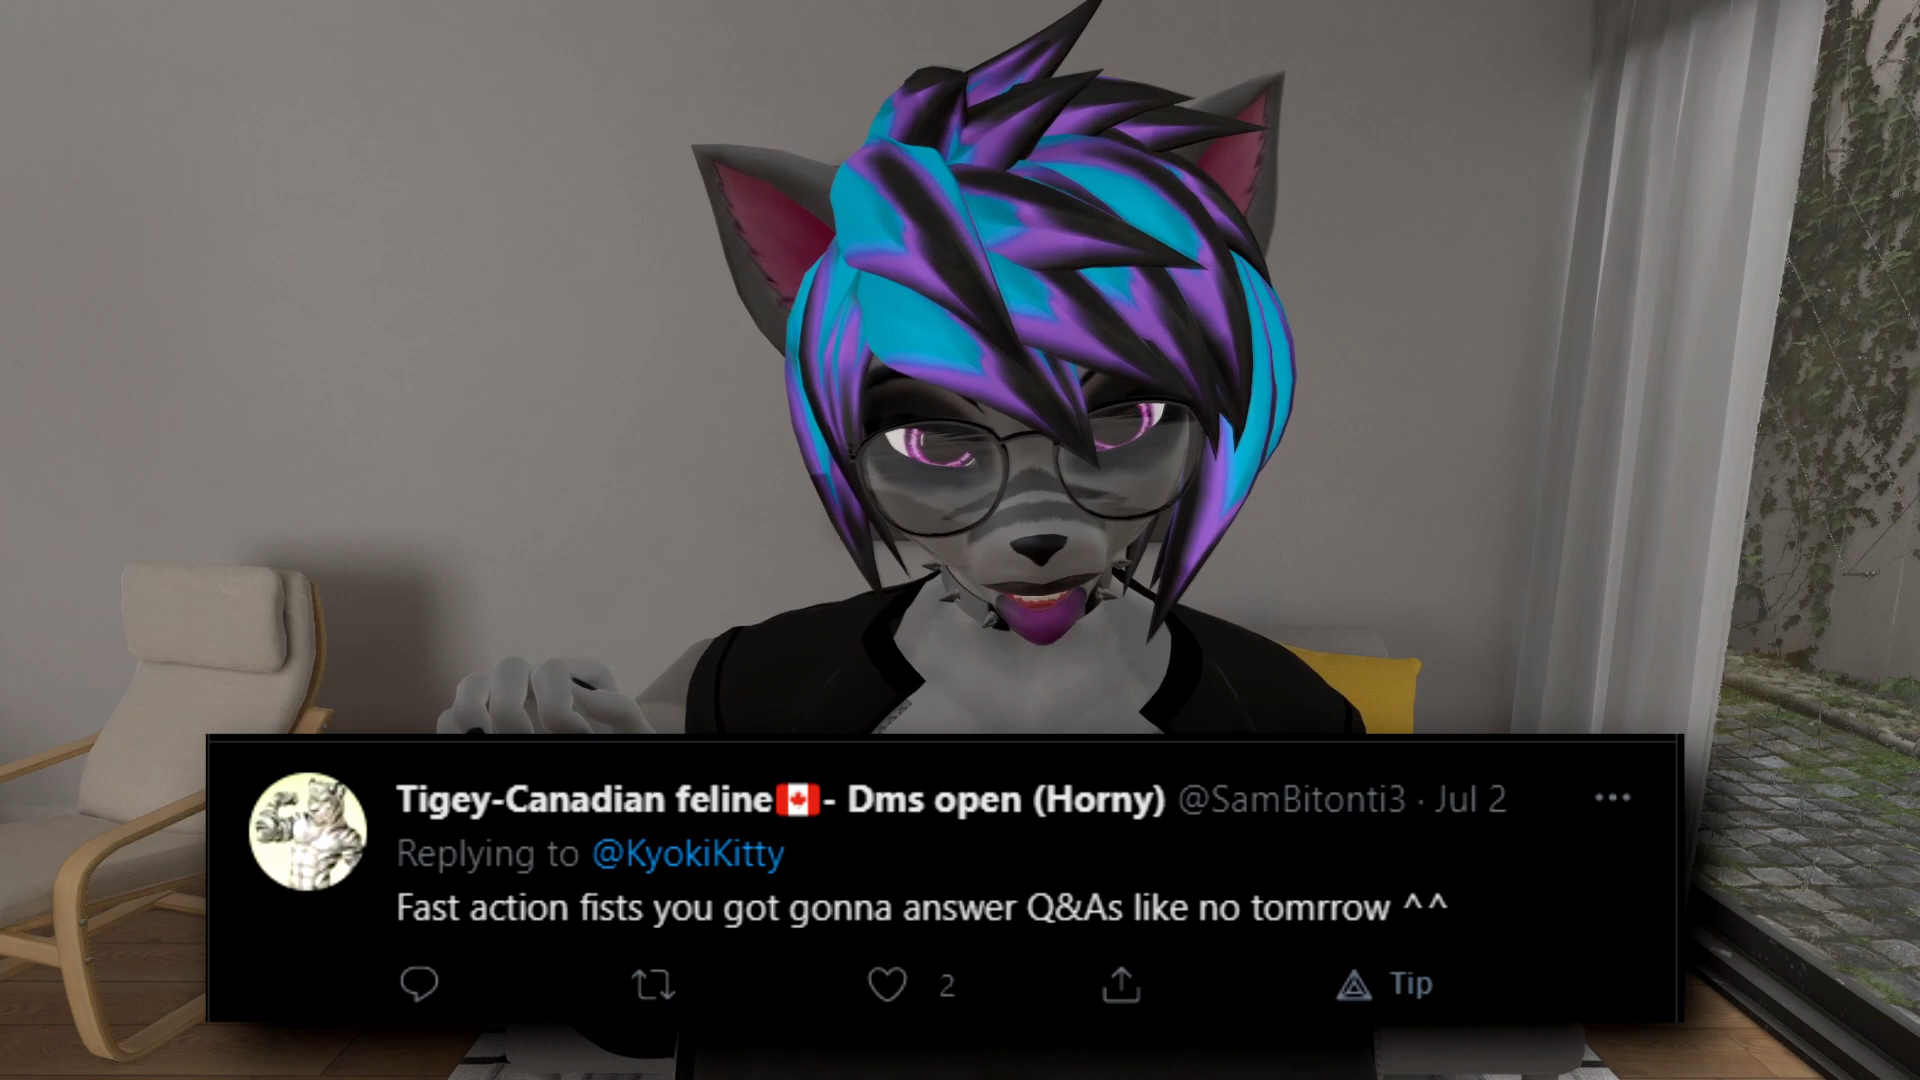 Tigey-Canadian feline🇨🇦- Dms open (Horny) @SamBitonti3 · Jul 2
Replying to @KyokiKitty
Fast action fists you got gonna answer Q&As like no tomrrow ^^
2 Tip